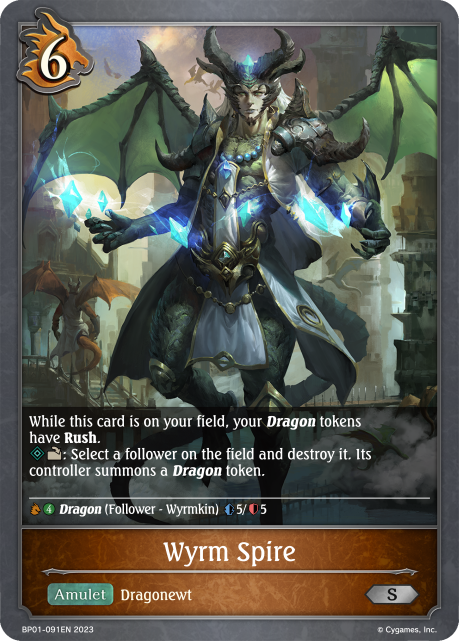 6
While this card is on your field, your Dragon tokens
have Rush.
: Select a follower on the field and destroy it. Its
controller summons a Dragon token.
4 Dragon (Follower - Wyrmkin) 5/ 5
Wyrm Spire
Amulet Dragonewt
S
BP01-091EN 2023
© Cygames, Inc.